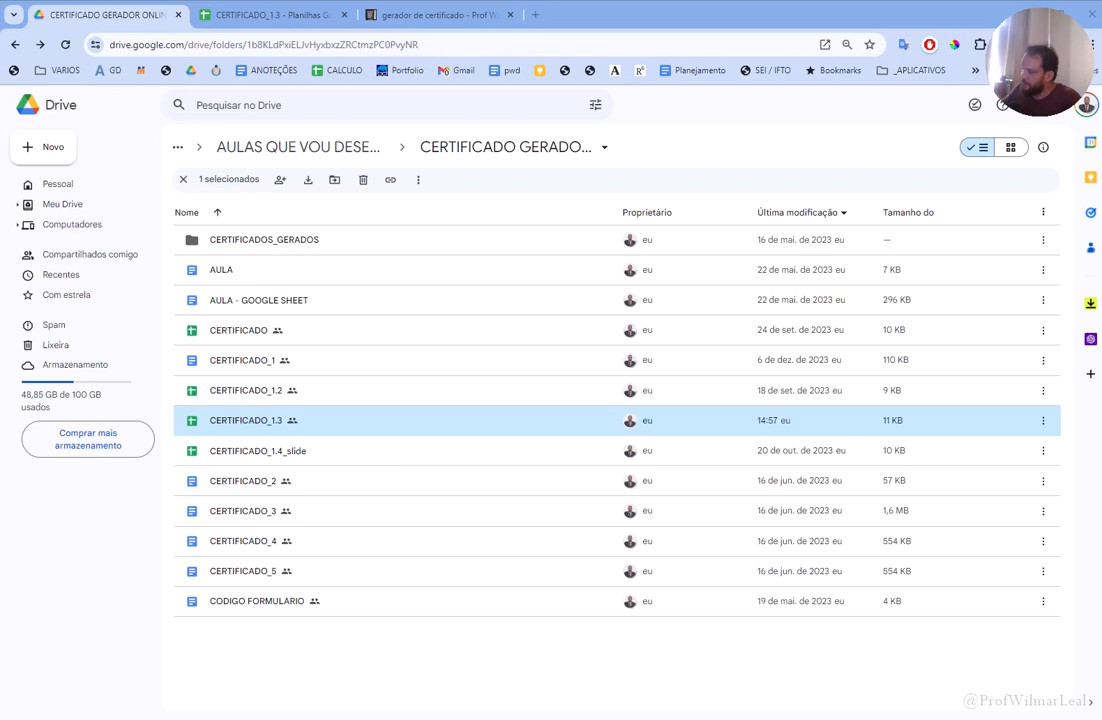 CERTIFICADO GERADOR ONLIN
CERTIFICADO_1.3 - Planilhas Go
gerador de certificado - Prof W
drive.google.com/drive/folders/1b8KLdPxiELJvHyxbxzZRCtmzPC0PvyNR
VARIOS
GD
ANOTEÇÕES
CALCULO
Portfolio
Gmail
pwd
Planejamento
SEI / IFTO
Bookmarks
_APLICATIVOS
Drive
Pesquisar no Drive
Novo
AULAS QUE VOU DESE...
CERTIFICADO GERADO...
1 selecionados
Pessoal
Meu Drive
Computadores
Compartilhados comigo
Recentes
Com estrela
Spam
Lixeira
Armazenamento
48,85 GB de 100 GB
usados
Comprar mais
armazenamento
Nome Proprietário Última modificação Tamanho do
CERTIFICADOS_GERADOS eu 16 de mai. de 2023 eu —
AULA eu 22 de mai. de 2023 eu 7 KB
AULA - GOOGLE SHEET eu 22 de mai. de 2023 eu 296 KB
CERTIFICADO eu 24 de set. de 2023 eu 10 KB
CERTIFICADO_1 eu 6 de dez. de 2023 eu 110 KB
CERTIFICADO_1.2 eu 18 de set. de 2023 eu 9 KB
CERTIFICADO_1.3 eu 14:57 eu 11 KB
CERTIFICADO_1.4_slide eu 20 de out. de 2023 eu 10 KB
CERTIFICADO_2 eu 16 de jun. de 2023 eu 57 KB
CERTIFICADO_3 eu 16 de jun. de 2023 eu 1,6 MB
CERTIFICADO_4 eu 16 de jun. de 2023 eu 554 KB
CERTIFICADO_5 eu 16 de jun. de 2023 eu 554 KB
CODIGO FORMULARIO eu 19 de mai. de 2023 eu 4 KB
@ProfWilmarLeal